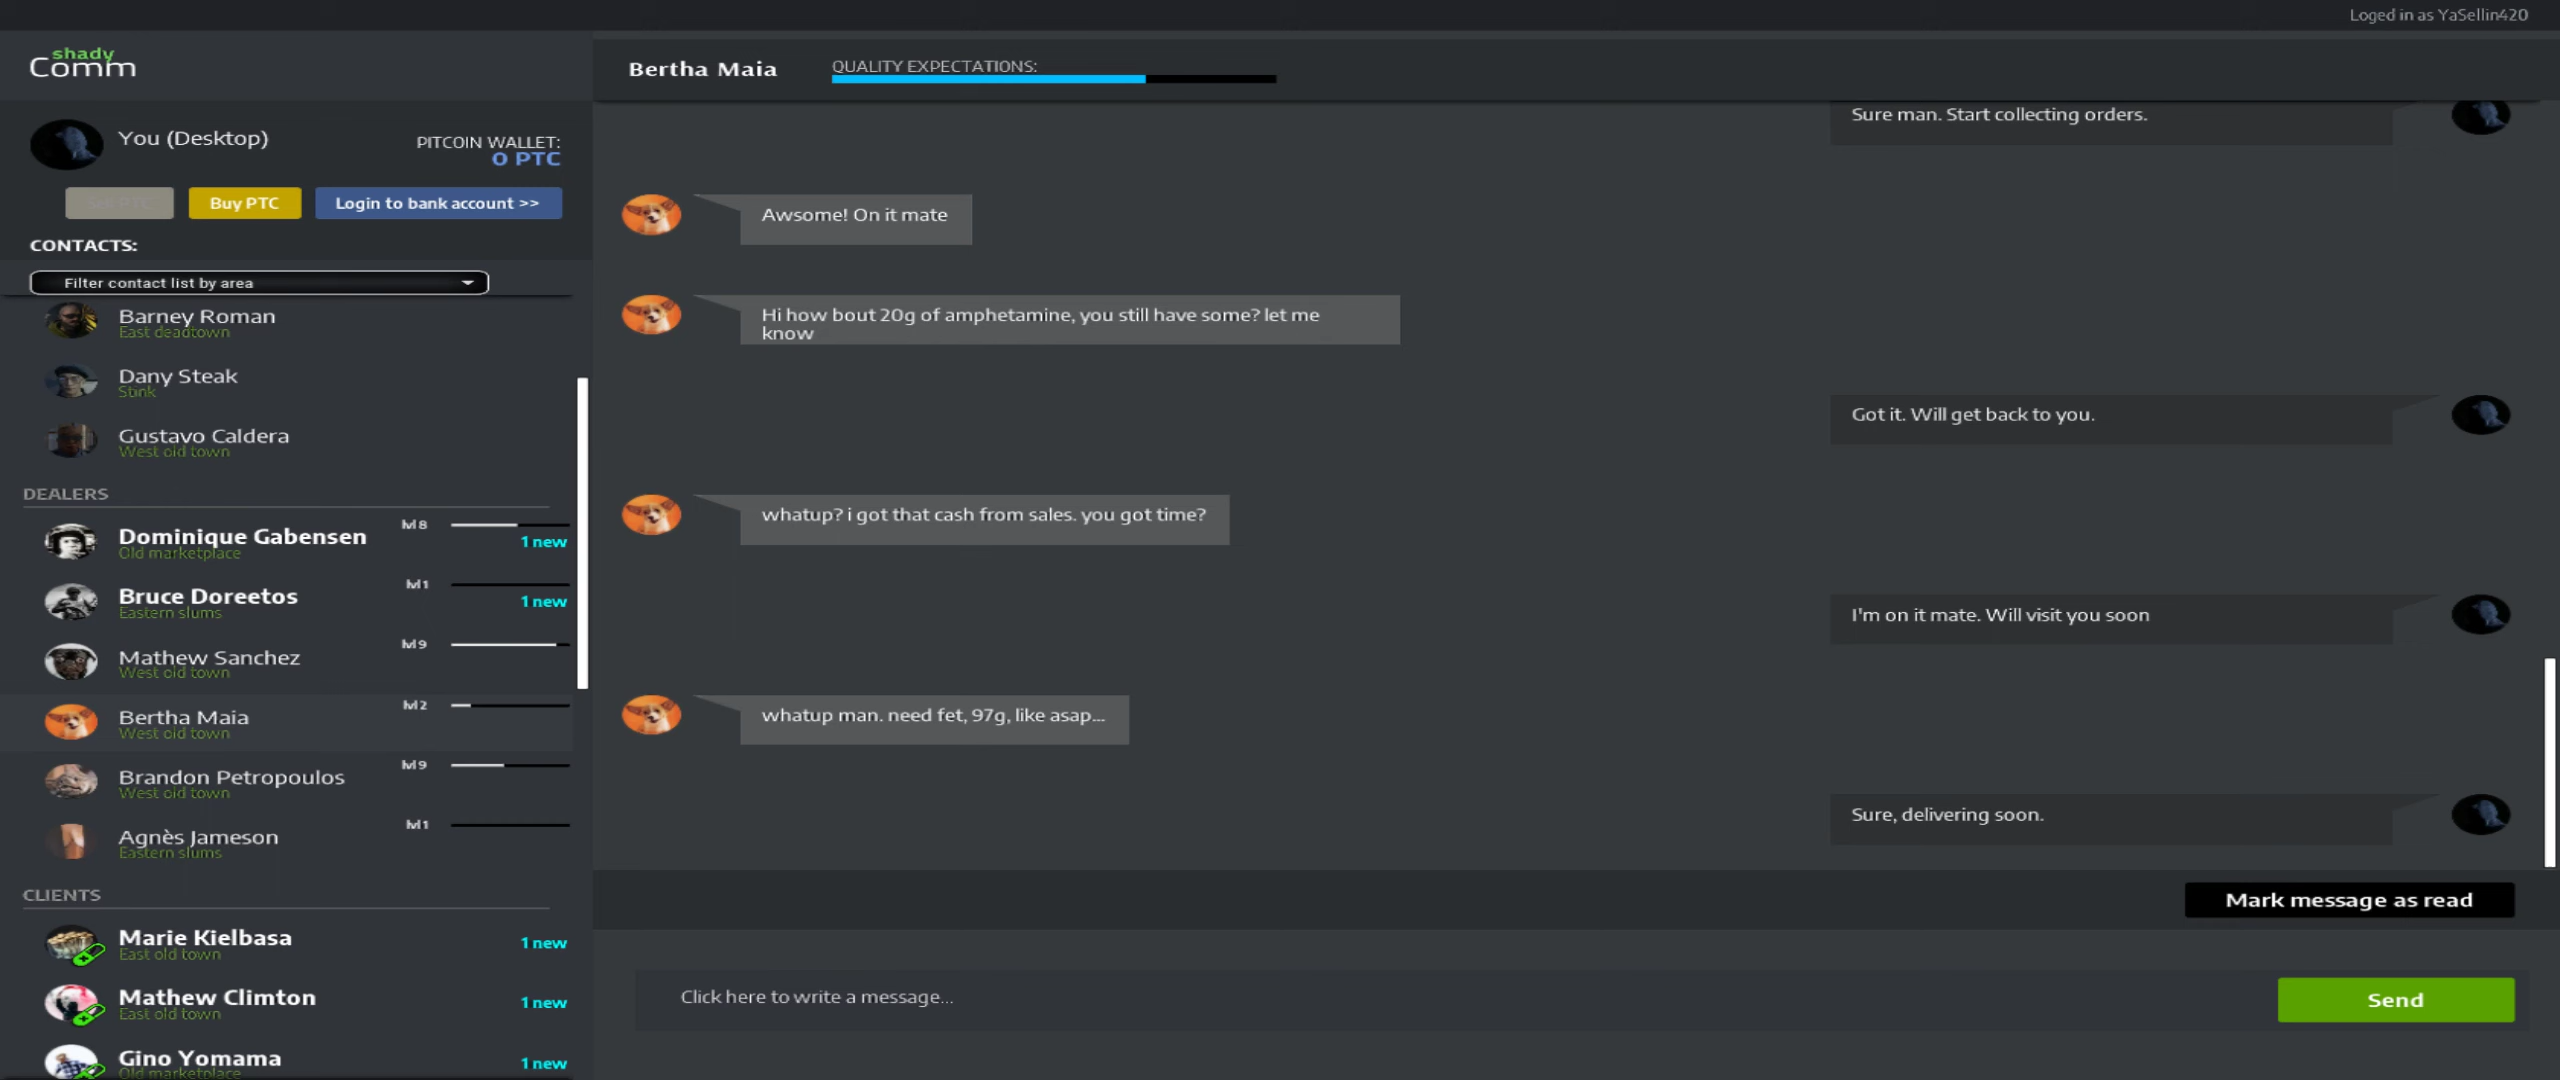 Loged in as YaSellin420
shady
Comm
You (Desktop)
PITCOIN WALLET:
0 PTC
Buy PTC
Login to bank account >>
CONTACTS:
Filter contact list by area
Barney Roman
East deadtown
Dany Steak
Stink
Gustavo Caldera
West old town
DEALERS
Dominique Gabensen
Old marketplace
lvl8
1 new
Bruce Doreetos
Eastern slums
lvl1
1 new
Mathew Sanchez
West old town
lvl9
Bertha Maia
West old town
lvl2
Brandon Petropoulos
West old town
lvl9
Agnès Jameson
Eastern slums
lvl1
CLIENTS
Marie Kielbasa
East old town
1 new
Mathew Climton
East old town
1 new
Gino Yomama
Old marketplace
1 new
Bertha Maia
QUALITY EXPECTATIONS:
Sure man. Start collecting orders.
Awsome! On it mate
Hi how bout 20g of amphetamine, you still have some? let me
know
Got it. Will get back to you.
whatup? i got that cash from sales. you got time?
I'm on it mate. Will visit you soon
whatup man. need fet, 97g, like asap...
Sure, delivering soon.
Mark message as read
Click here to write a message...
Send